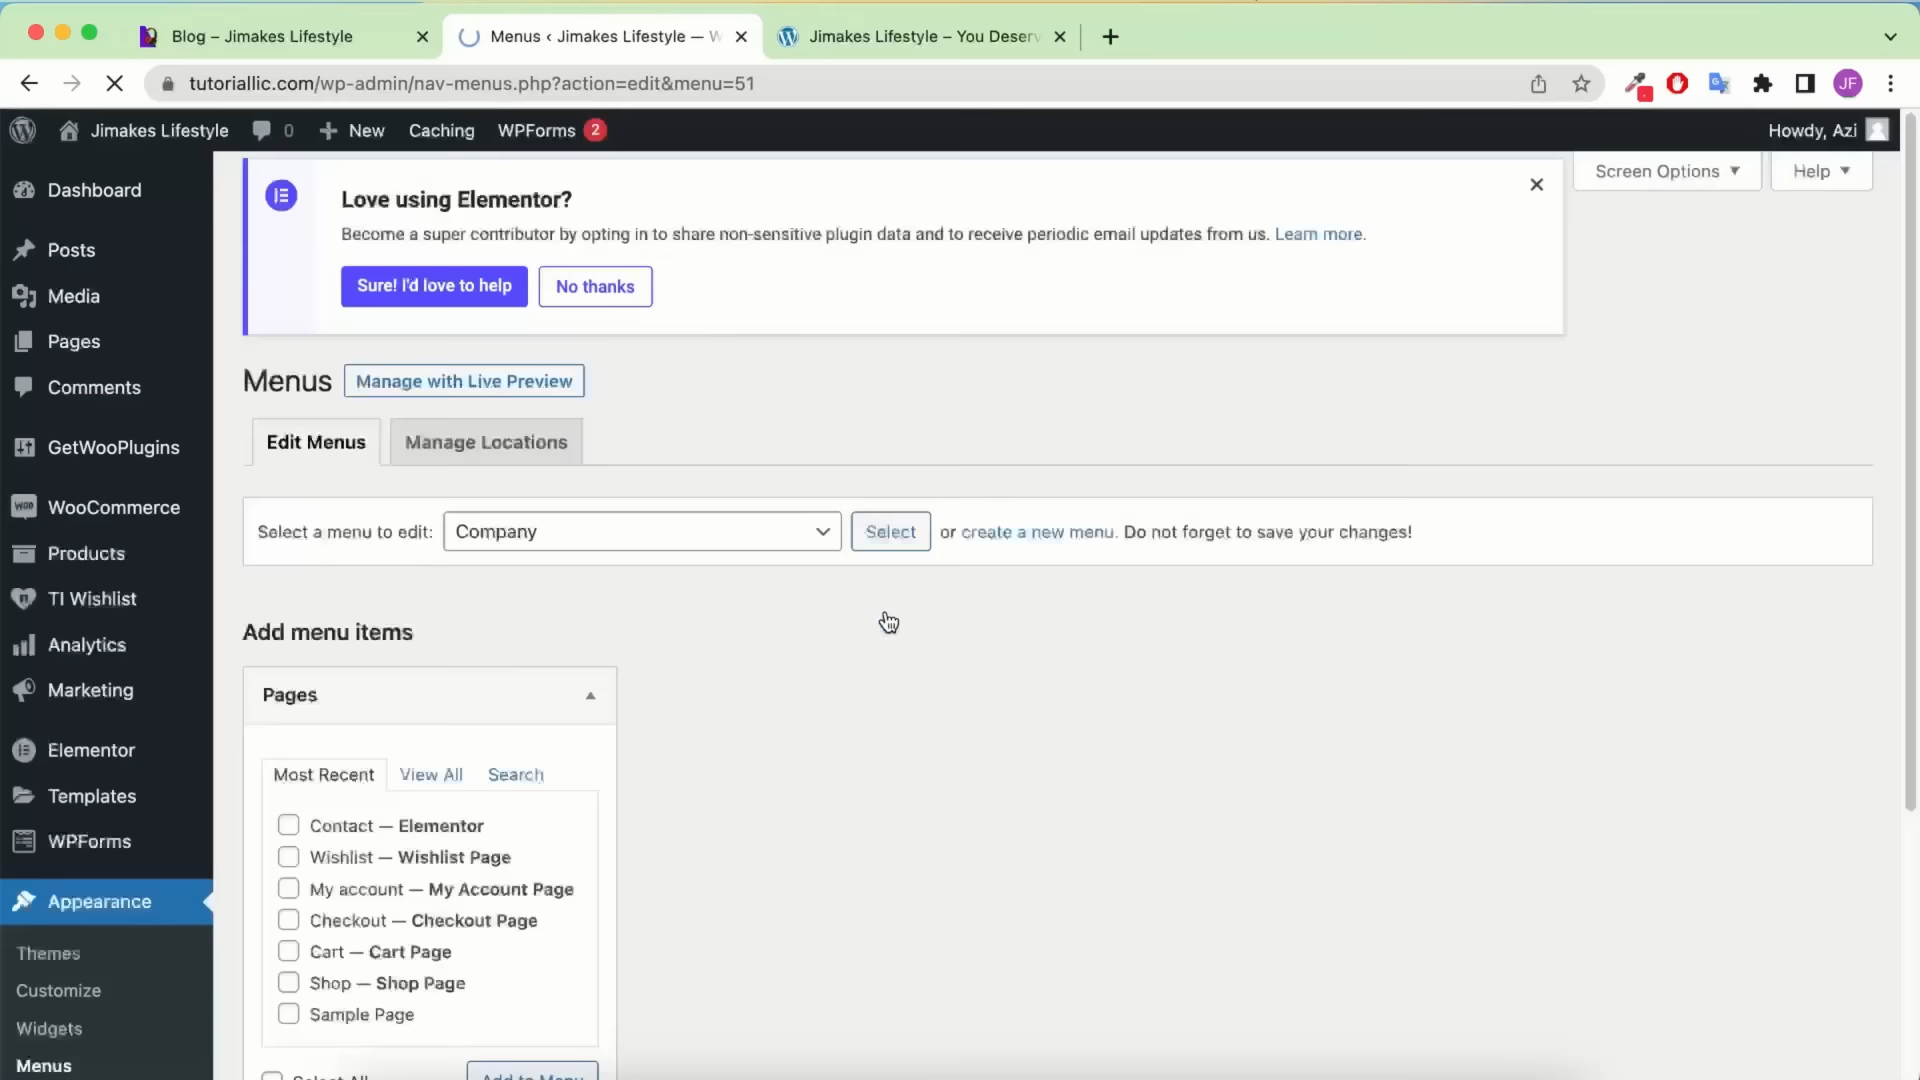 Blog – Jimakes Lifestyle
Menus ‹ Jimakes Lifestyle — W
Jimakes Lifestyle – You Deserv
tutoriallic.com/wp-admin/nav-menus.php?action=edit&menu=51
JF
Jimakes Lifestyle
0
New
Caching
WPForms 2
Howdy, Azi
Dashboard
Posts
Media
Pages
Comments
GetWooPlugins
WooCommerce
Products
TI Wishlist
Analytics
Marketing
Elementor
Templates
WPForms
Appearance
Themes
Customize
Widgets
Menus
Screen Options
Help
Love using Elementor?
Become a super contributor by opting in to share non-sensitive plugin data and to receive periodic email updates from us. Learn more.
Sure! I'd love to help
No thanks
Menus
Manage with Live Preview
Edit Menus
Manage Locations
Select a menu to edit: Company Select or create a new menu. Do not forget to save your changes!
Add menu items
Pages
Most Recent View All Search
Contact — Elementor
Wishlist — Wishlist Page
My account — My Account Page
Checkout — Checkout Page
Cart — Cart Page
Shop — Shop Page
Sample Page
Select All
Add to Menu